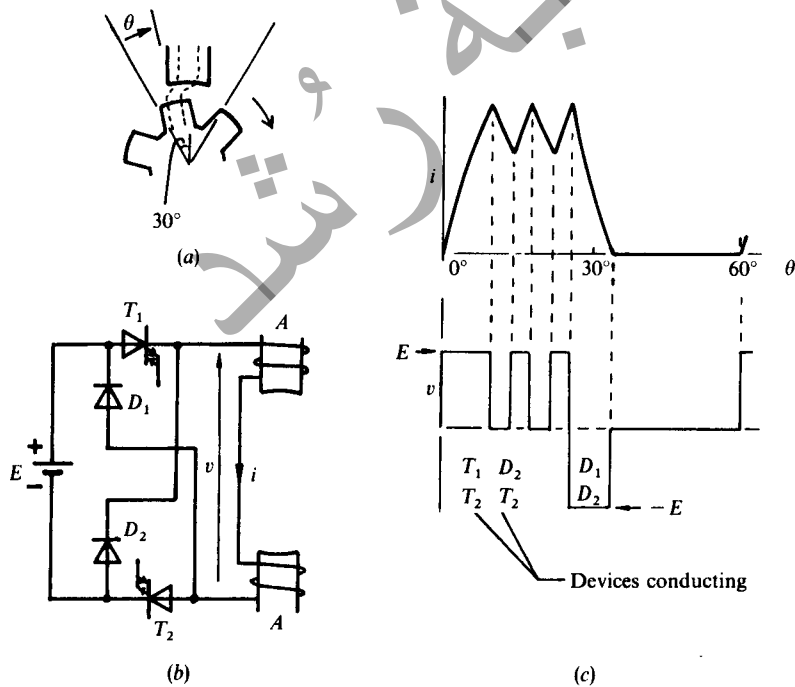 θ
30°
(a)
T₁
A
D₁
E
+
−
v
i
D₂
T₂
A
(b)
i
0°
30°
60°
θ
E
v
T₁ D₂ D₁
T₂ T₂ D₂
− E
Devices conducting
(c)